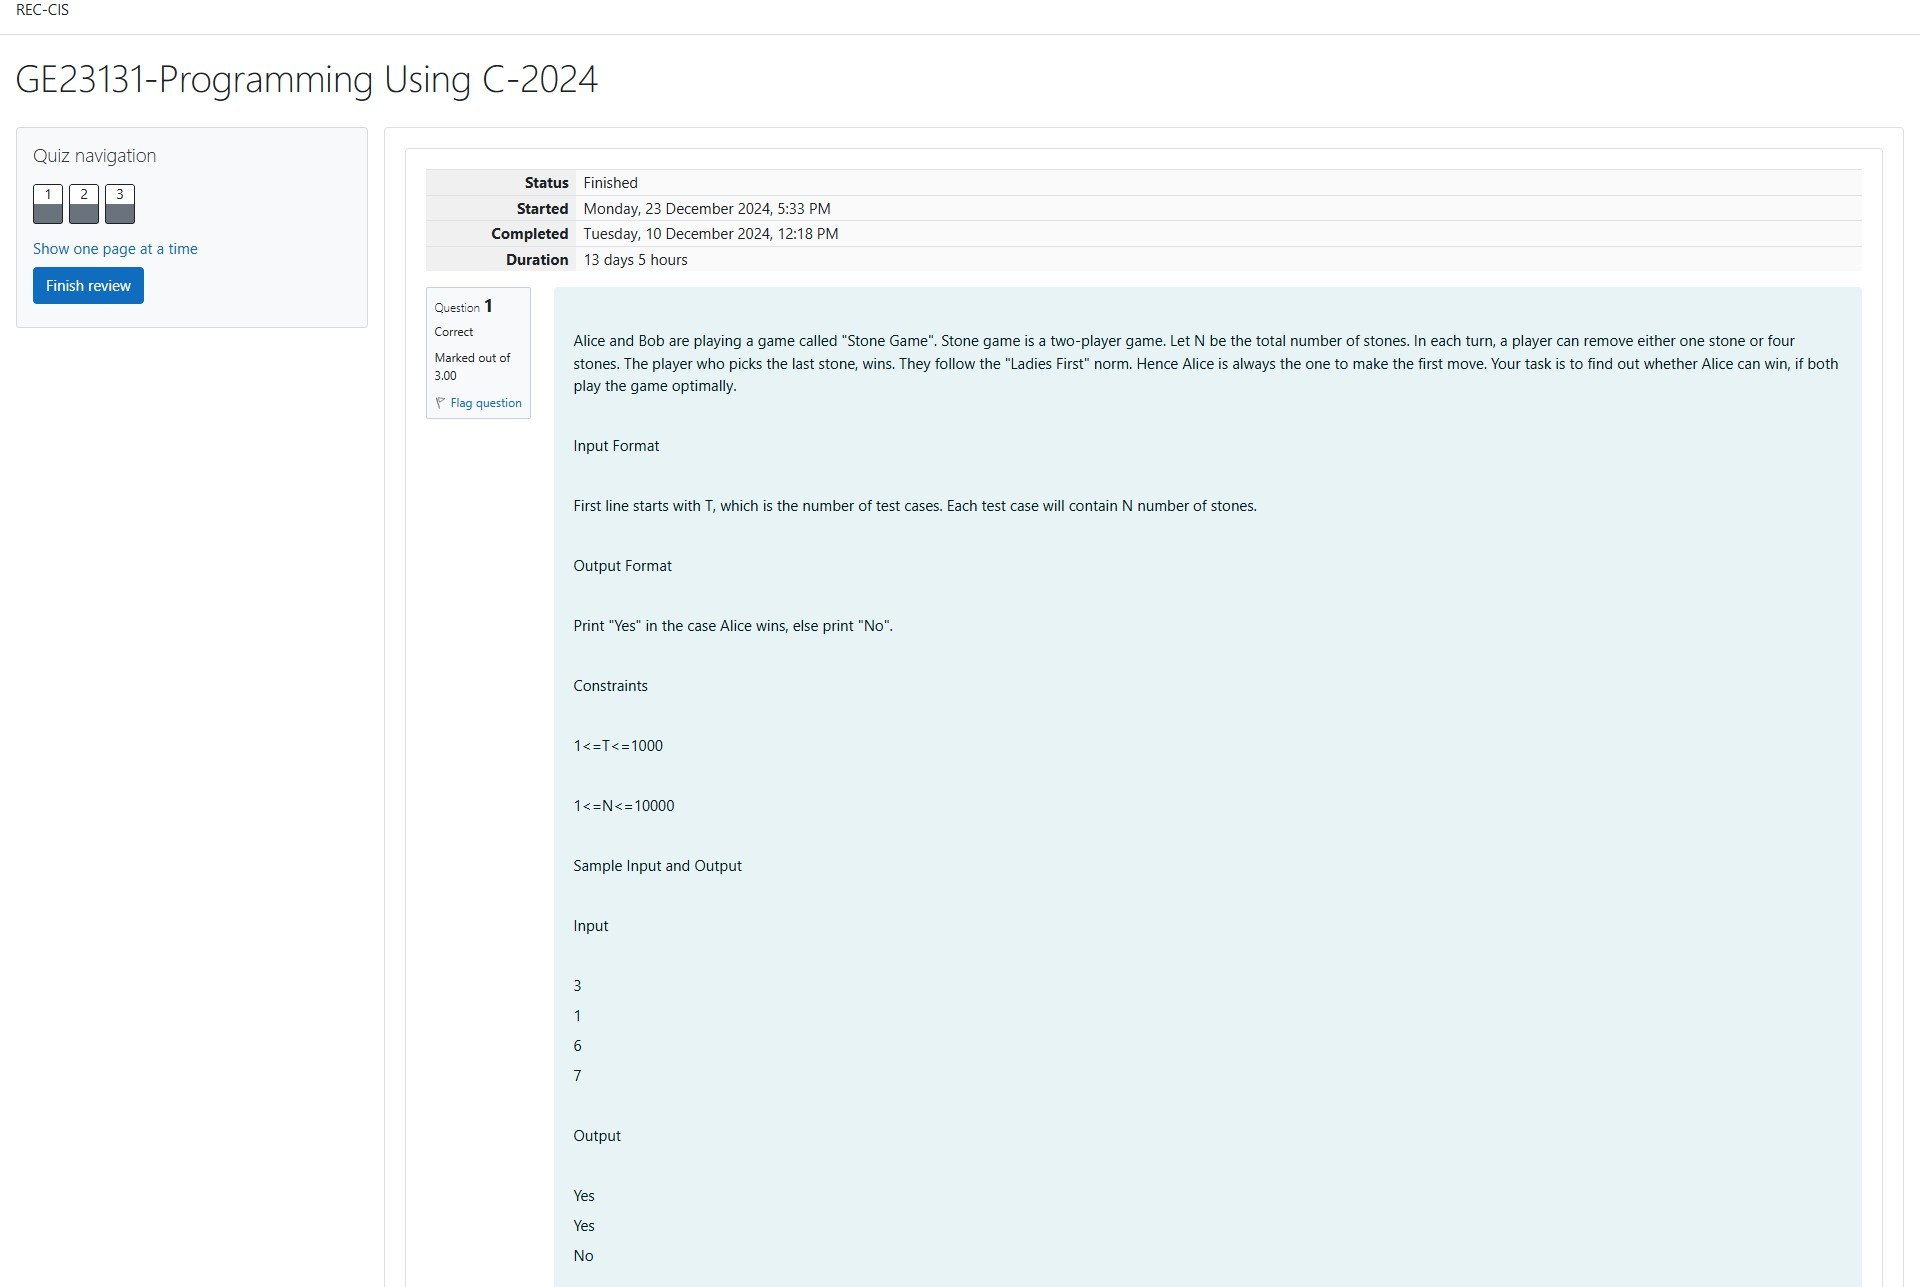 REC-CIS
GE23131-Programming Using C-2024
Quiz navigation
1 2 3
Show one page at a time
Finish review
Status Finished
Started Monday, 23 December 2024, 5:33 PM
Completed Tuesday, 10 December 2024, 12:18 PM
Duration 13 days 5 hours
Question 1
Correct
Marked out of
3.00
Flag question
Alice and Bob are playing a game called "Stone Game". Stone game is a two-player game. Let N be the total number of stones. In each turn, a player can remove either one stone or four
stones. The player who picks the last stone, wins. They follow the "Ladies First" norm. Hence Alice is always the one to make the first move. Your task is to find out whether Alice can win, if both
play the game optimally.
Input Format
First line starts with T, which is the number of test cases. Each test case will contain N number of stones.
Output Format
Print "Yes" in the case Alice wins, else print "No".
Constraints
1<=T<=1000
1<=N<=10000
Sample Input and Output
Input
3
1
6
7
Output
Yes
Yes
No